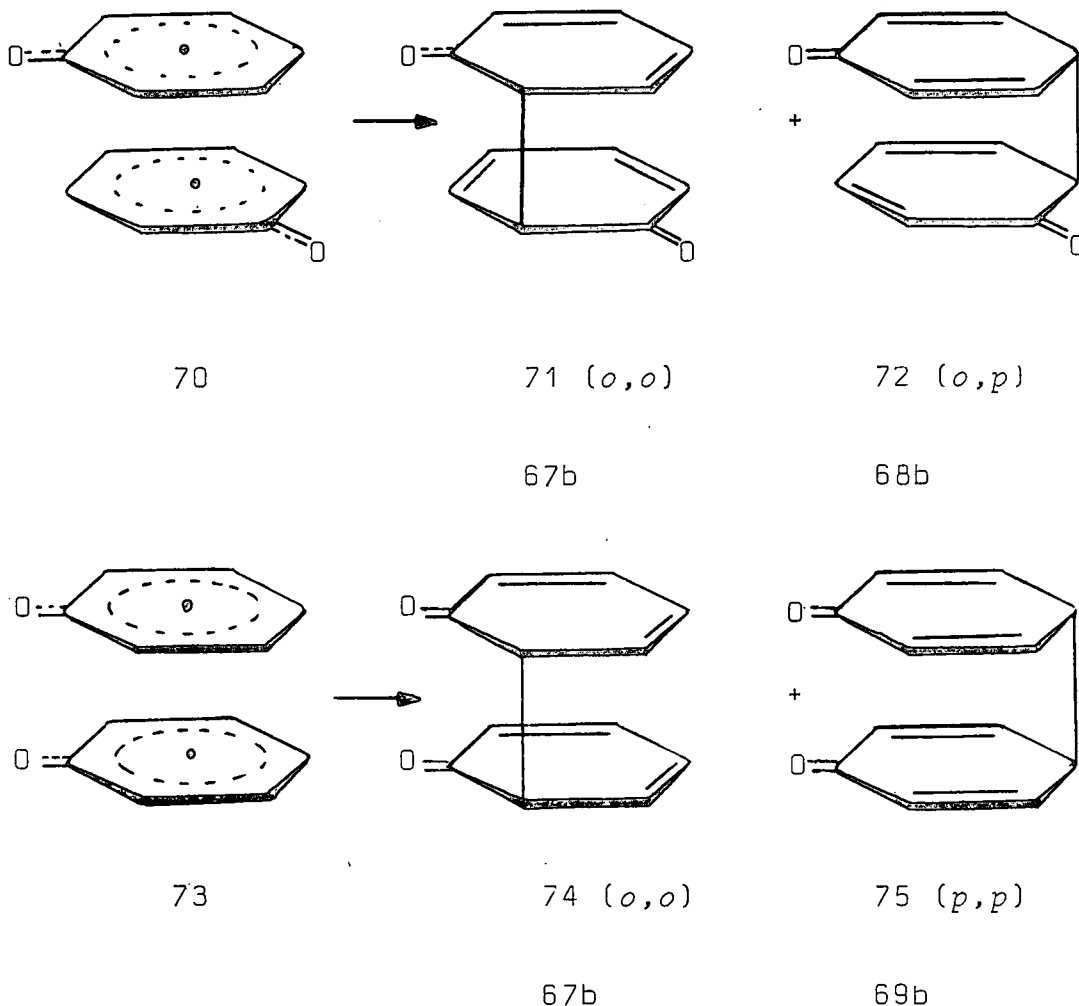 O O O
+
O O O
70 71 (o,o) 72 (o,p)
67b 68b
O O O
+
O O O
73 74 (o,o) 75 (p,p)
67b 69b